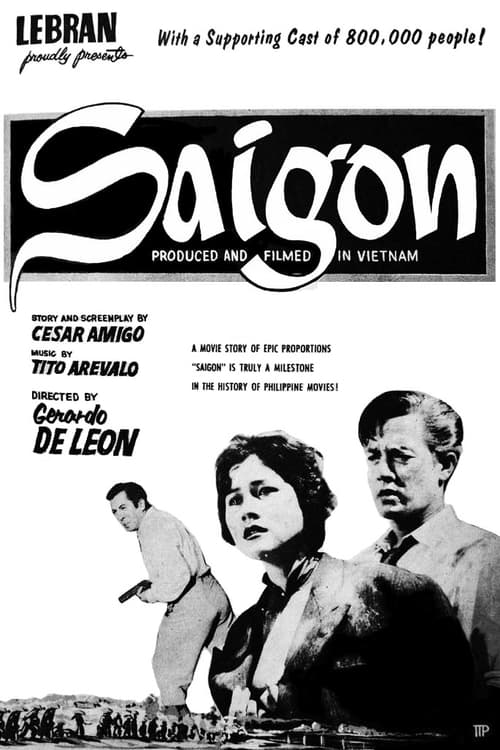 LEBRAN
proudly presents
With a Supporting Cast of 800,000 people!
Saigon
PRODUCED AND FILMED IN VIETNAM
STORY AND SCREENPLAY BY
CESAR AMIGO
MUSIC BY
TITO AREVALO
DIRECTED BY
Gerardo
DE LEON
A MOVIE STORY OF EPIC PROPORTIONS
"SAIGON" IS TRULY A MILESTONE
IN THE HISTORY OF PHILIPPINE MOVIES!
TTP